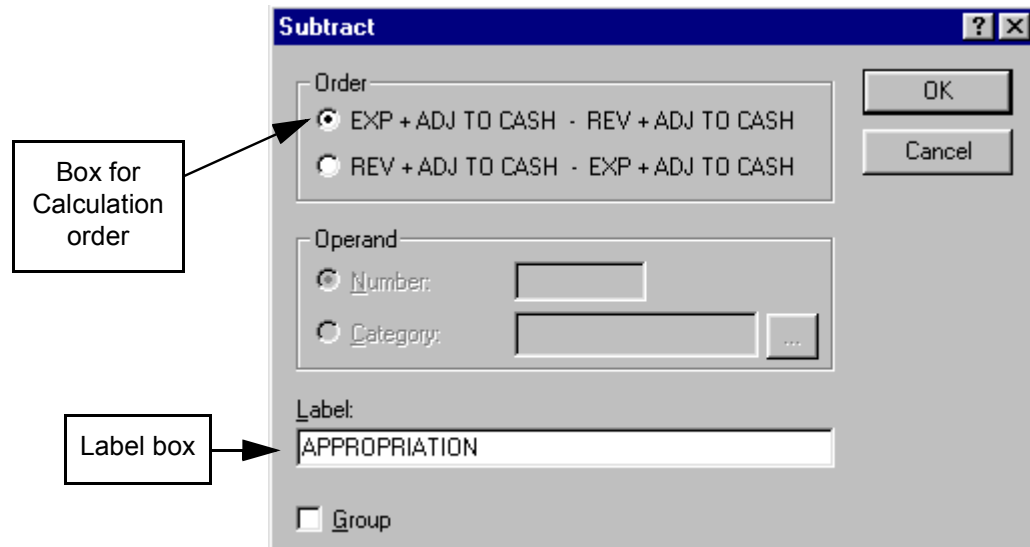 Subtract
Order
EXP + ADJ TO CASH - REV + ADJ TO CASH
REV + ADJ TO CASH - EXP + ADJ TO CASH
OK
Cancel
Box for
Calculation
order
Operand
Number:
Category:
...
Label:
APPROPRIATION
Label box
Group